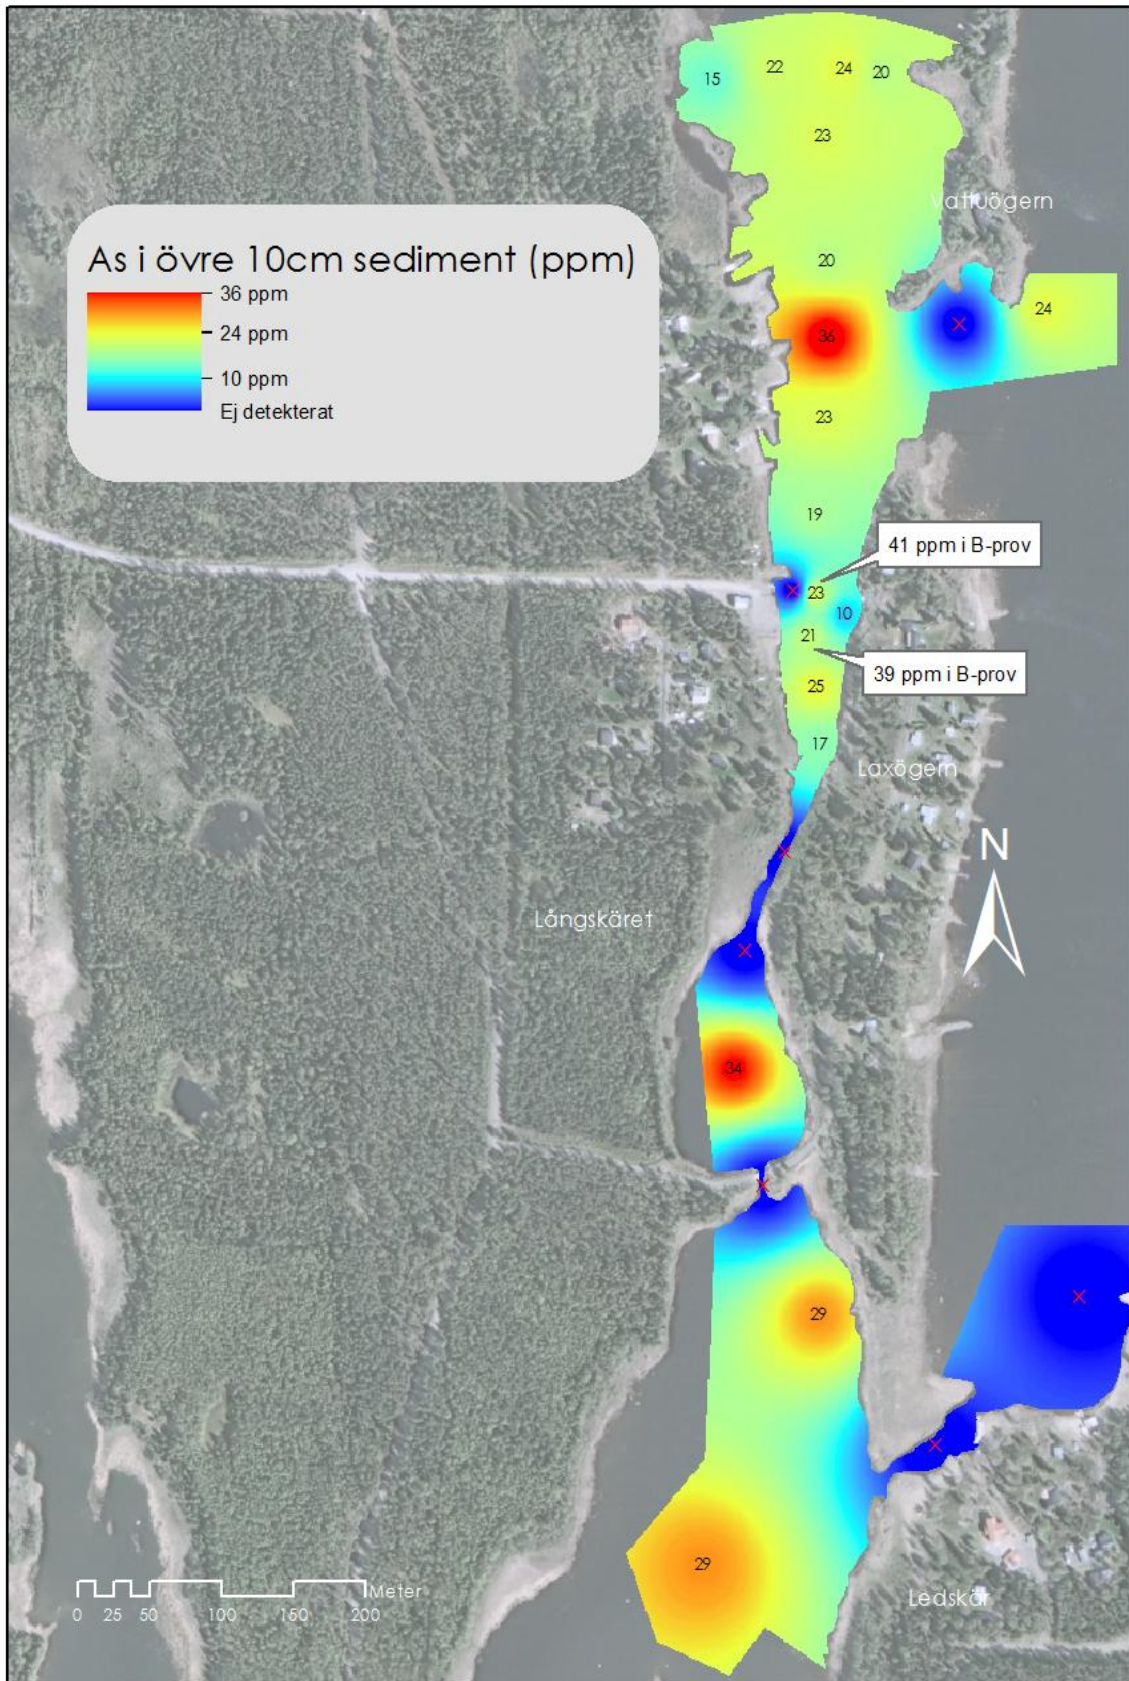 15
22
24
20
23
Vattuögern
As i övre 10cm sediment (ppm)
36 ppm
24 ppm
10 ppm
Ej detekterat
20
24
36
23
19
41 ppm i B-prov
23
10
21
39 ppm i B-prov
25
17
Laxögern
N
Långskäret
34
29
29
Ledskär
Meter
0 25 50 100 150 200